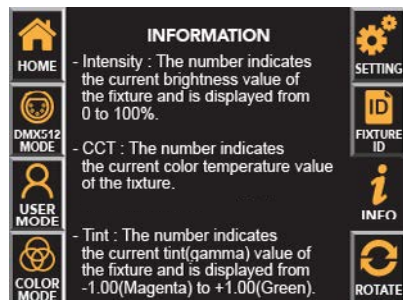 INFORMATION
HOME
DMX512
MODE
USER
MODE
COLOR
MODE
- Intensity : The number indicates
the current brightness value of
the fixture and is displayed from
0 to 100%.
- CCT : The number indicates
the current color temperature value
of the fixture.
- Tint : The number indicates
the current tint(gamma) value of
the fixture and is displayed from
-1.00(Magenta) to +1.00(Green).
SETTING
ID
FIXTURE
ID
i
INFO
ROTATE